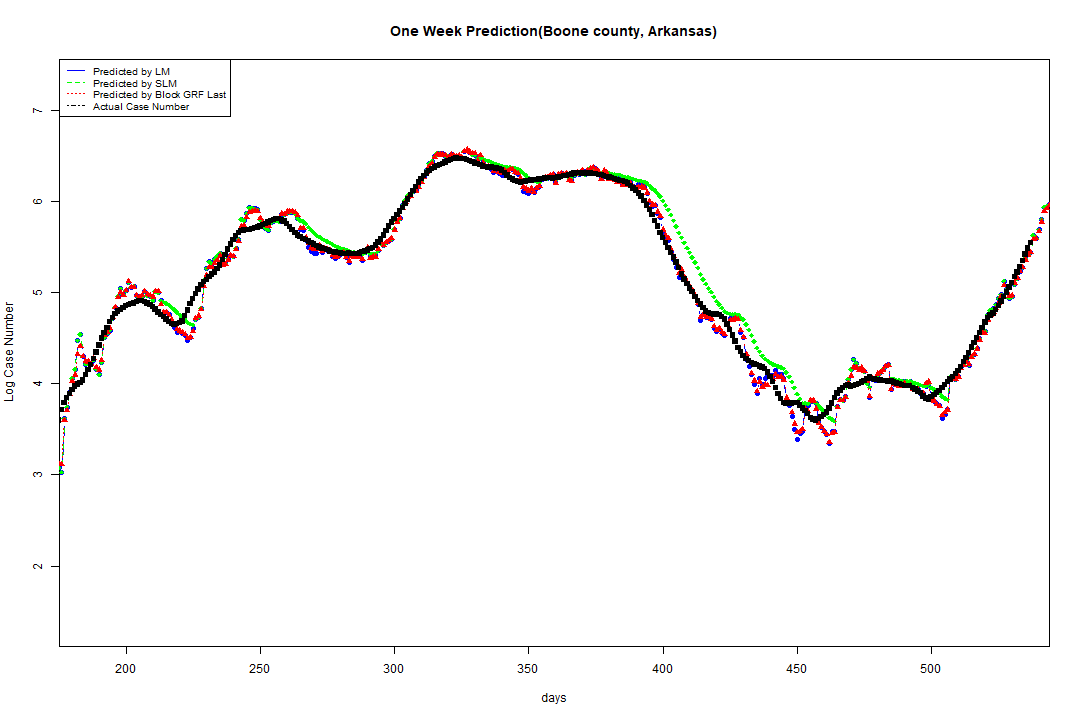 One Week Prediction(Boone county, Arkansas)
Predicted by LM
Predicted by SLM
Predicted by Block GRF Last
Actual Case Number
Log Case Number
7
6
5
4
3
2
200 250 300 350 400 450 500
days